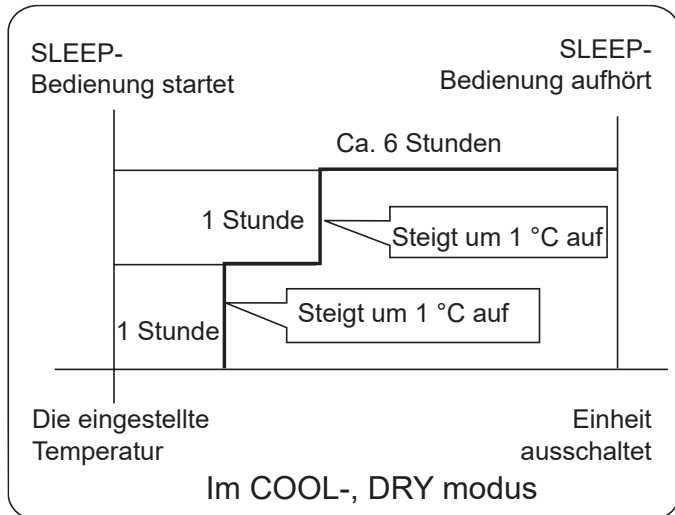 SLEEP-
Bedienung startet
SLEEP-
Bedienung aufhört
Ca. 6 Stunden
1 Stunde
Steigt um 1 °C auf
1 Stunde
Steigt um 1 °C auf
Die eingestellte
Temperatur
Einheit
ausschaltet
Im COOL-, DRY modus